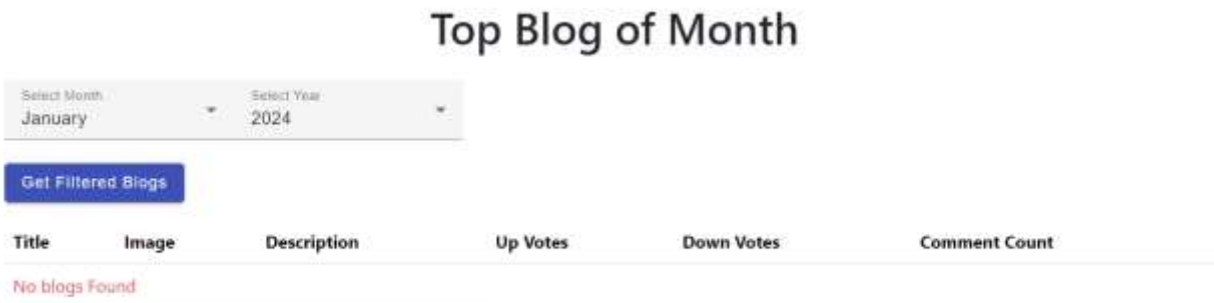 Top Blog of Month
Select Month
January
Select Year
2024
Get Filtered Blogs
Title Image Description Up Votes Down Votes Comment Count
No blogs Found